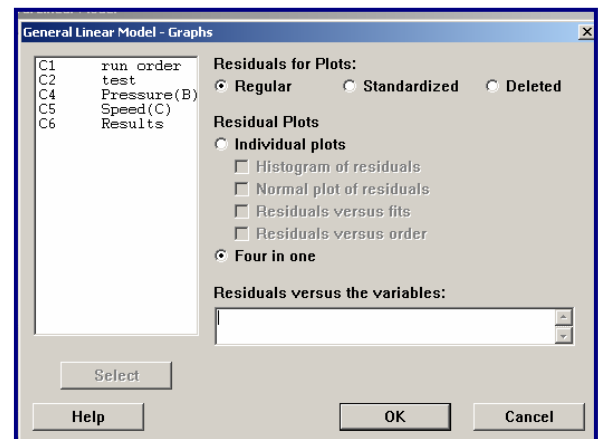 General Linear Model - Graphs
C1 run order
C2 test
C4 Pressure(B)
C5 Speed(C)
C6 Results
Residuals for Plots:
Regular Standardized Deleted
Residual Plots
Individual plots
Histogram of residuals
Normal plot of residuals
Residuals versus fits
Residuals versus order
Four in one
Residuals versus the variables:
Select
Help OK Cancel